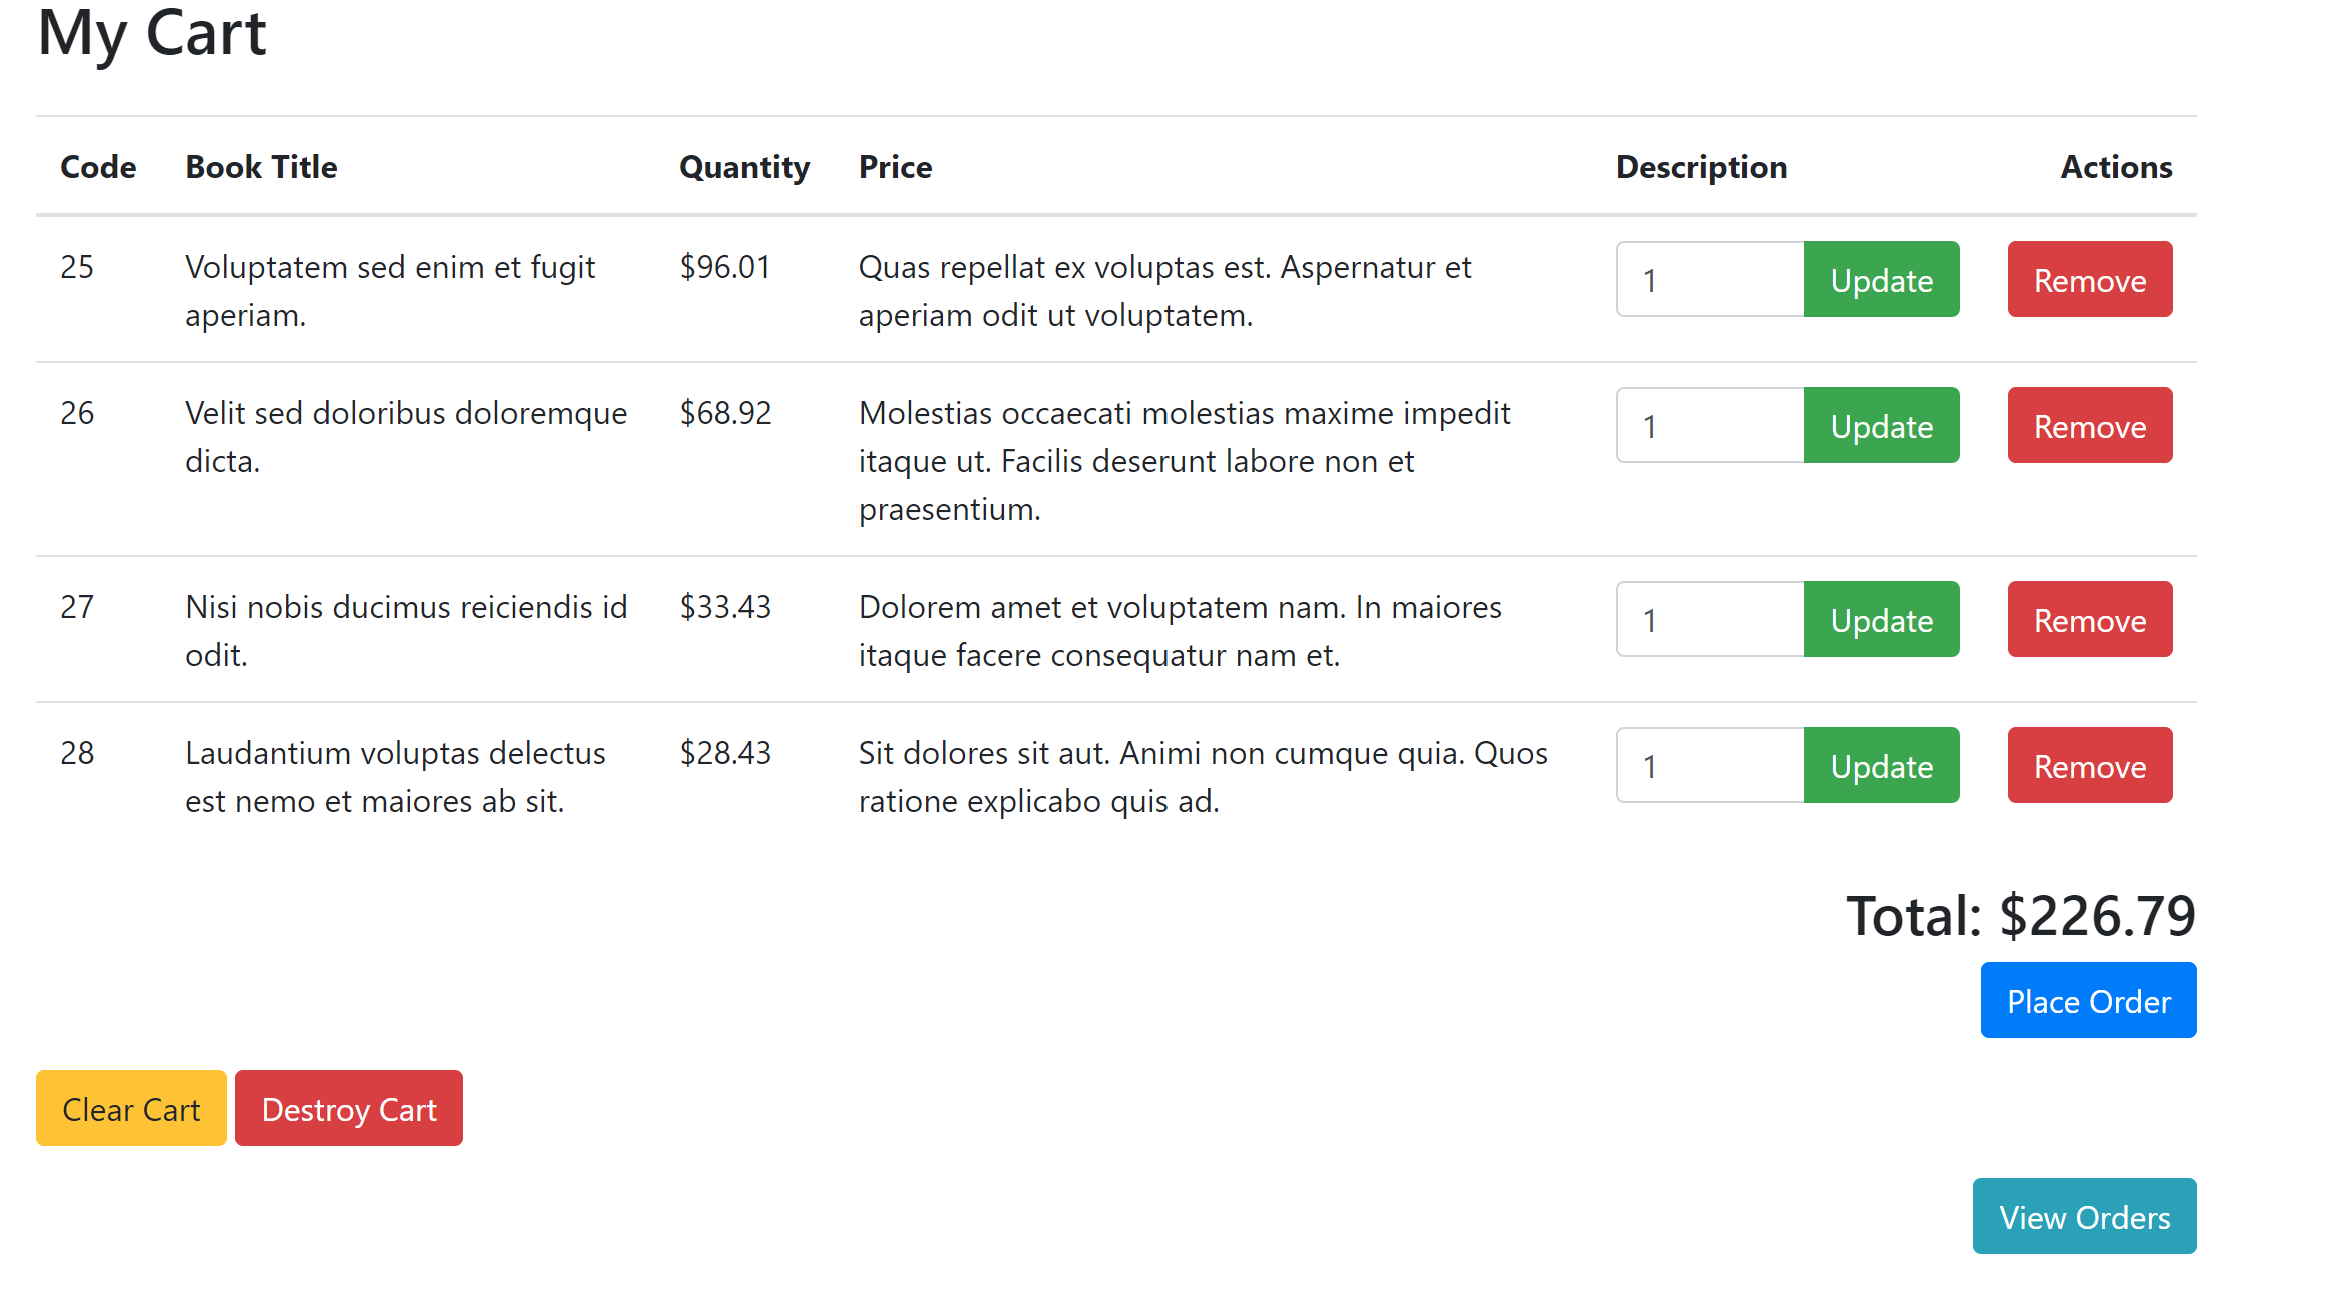 My Cart
Code Book Title Quantity Price Description Actions
25 Voluptatem sed enim et fugit $96.01 Quas repellat ex voluptas est. Aspernatur et 1 Update Remove
aperiam. aperiam odit ut voluptatem.
26 Velit sed doloribus doloremque $68.92 Molestias occaecati molestias maxime impedit 1 Update Remove
dicta. itaque ut. Facilis deserunt labore non et
praesentium.
27 Nisi nobis ducimus reiciendis id $33.43 Dolorem amet et voluptatem nam. In maiores 1 Update Remove
odit. itaque facere consequatur nam et.
28 Laudantium voluptas delectus $28.43 Sit dolores sit aut. Animi non cumque quia. Quos 1 Update Remove
est nemo et maiores ab sit. ratione explicabo quis ad.
Total: $226.79
Place Order
Clear Cart Destroy Cart
View Orders